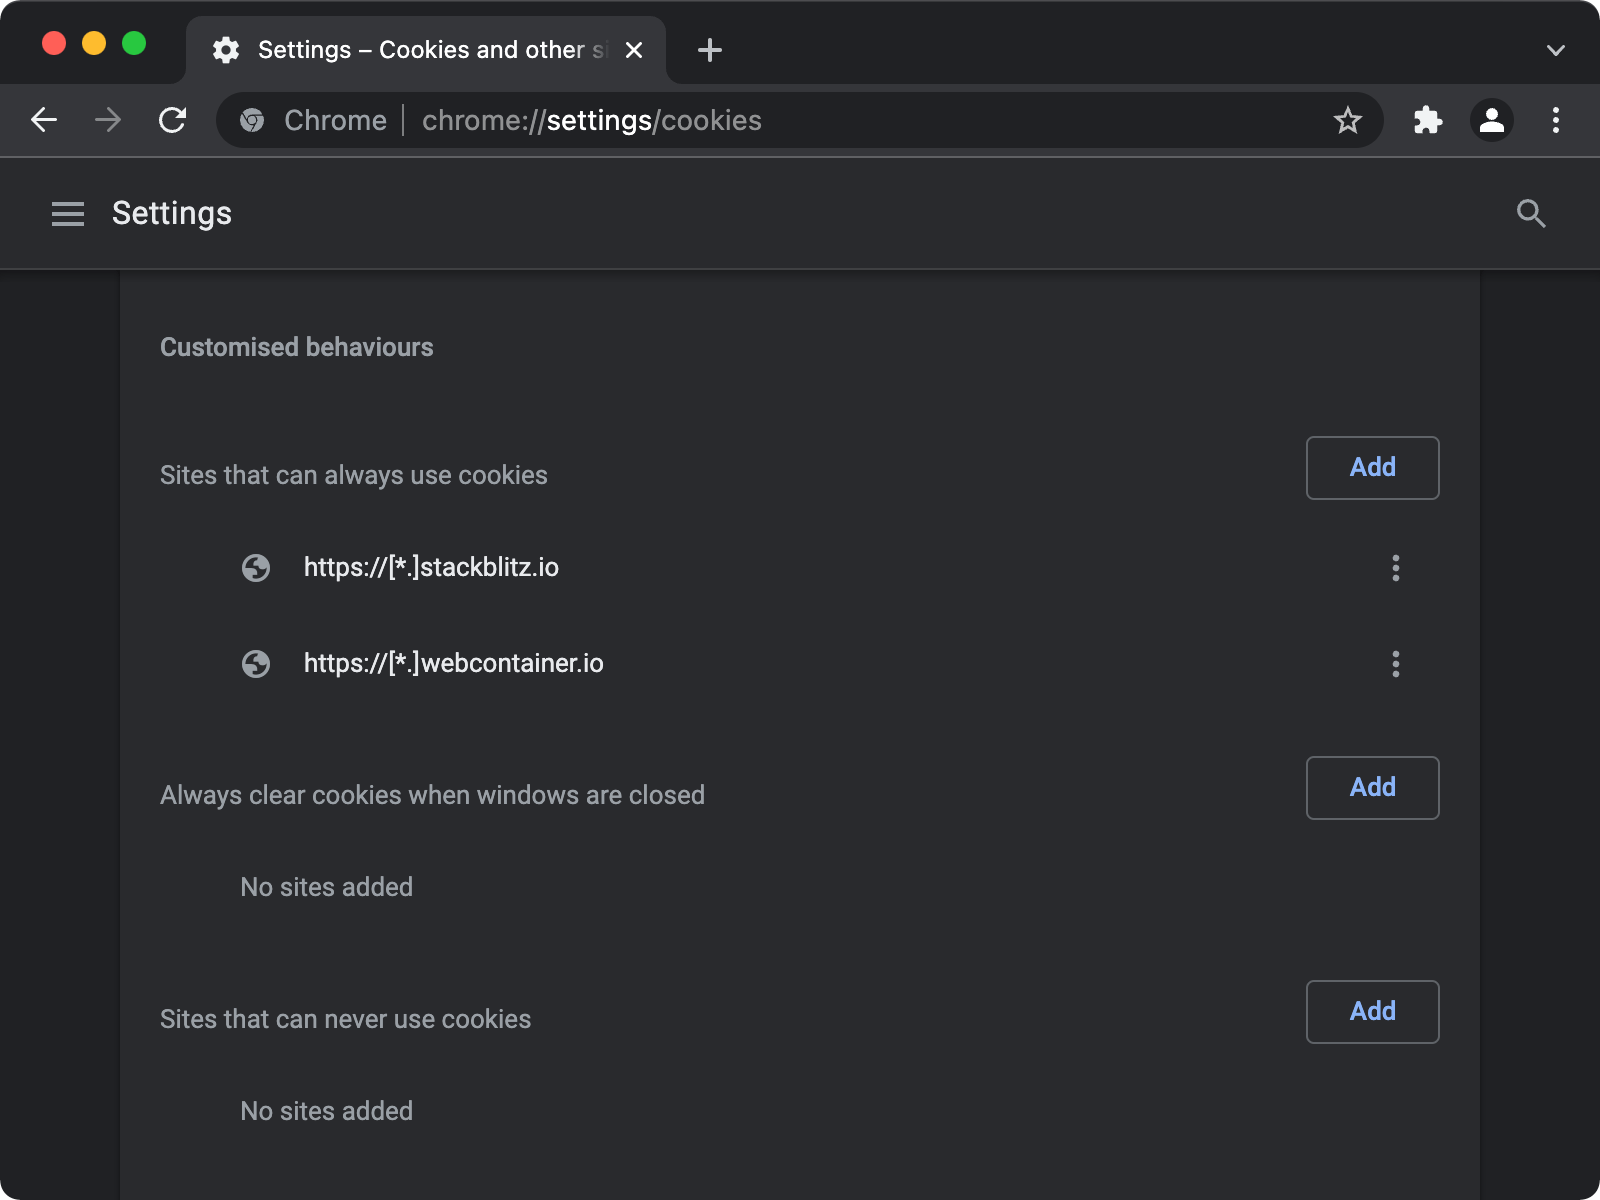 Settings – Cookies and other
Chrome chrome://settings/cookies
Settings
Customised behaviours
Sites that can always use cookies
Add
https://[*.]stackblitz.io
https://[*.]webcontainer.io
Always clear cookies when windows are closed
Add
No sites added
Sites that can never use cookies
Add
No sites added